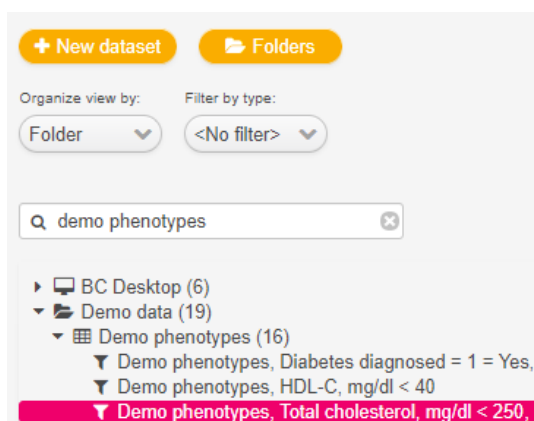 New dataset
Folders
Organize view by:
Filter by type:
Folder
<No filter>
demo phenotypes
BC Desktop (6)
Demo data (19)
Demo phenotypes (16)
Demo phenotypes, Diabetes diagnosed = 1 = Yes,
Demo phenotypes, HDL-C, mg/dl < 40
Demo phenotypes, Total cholesterol, mg/dl < 250,